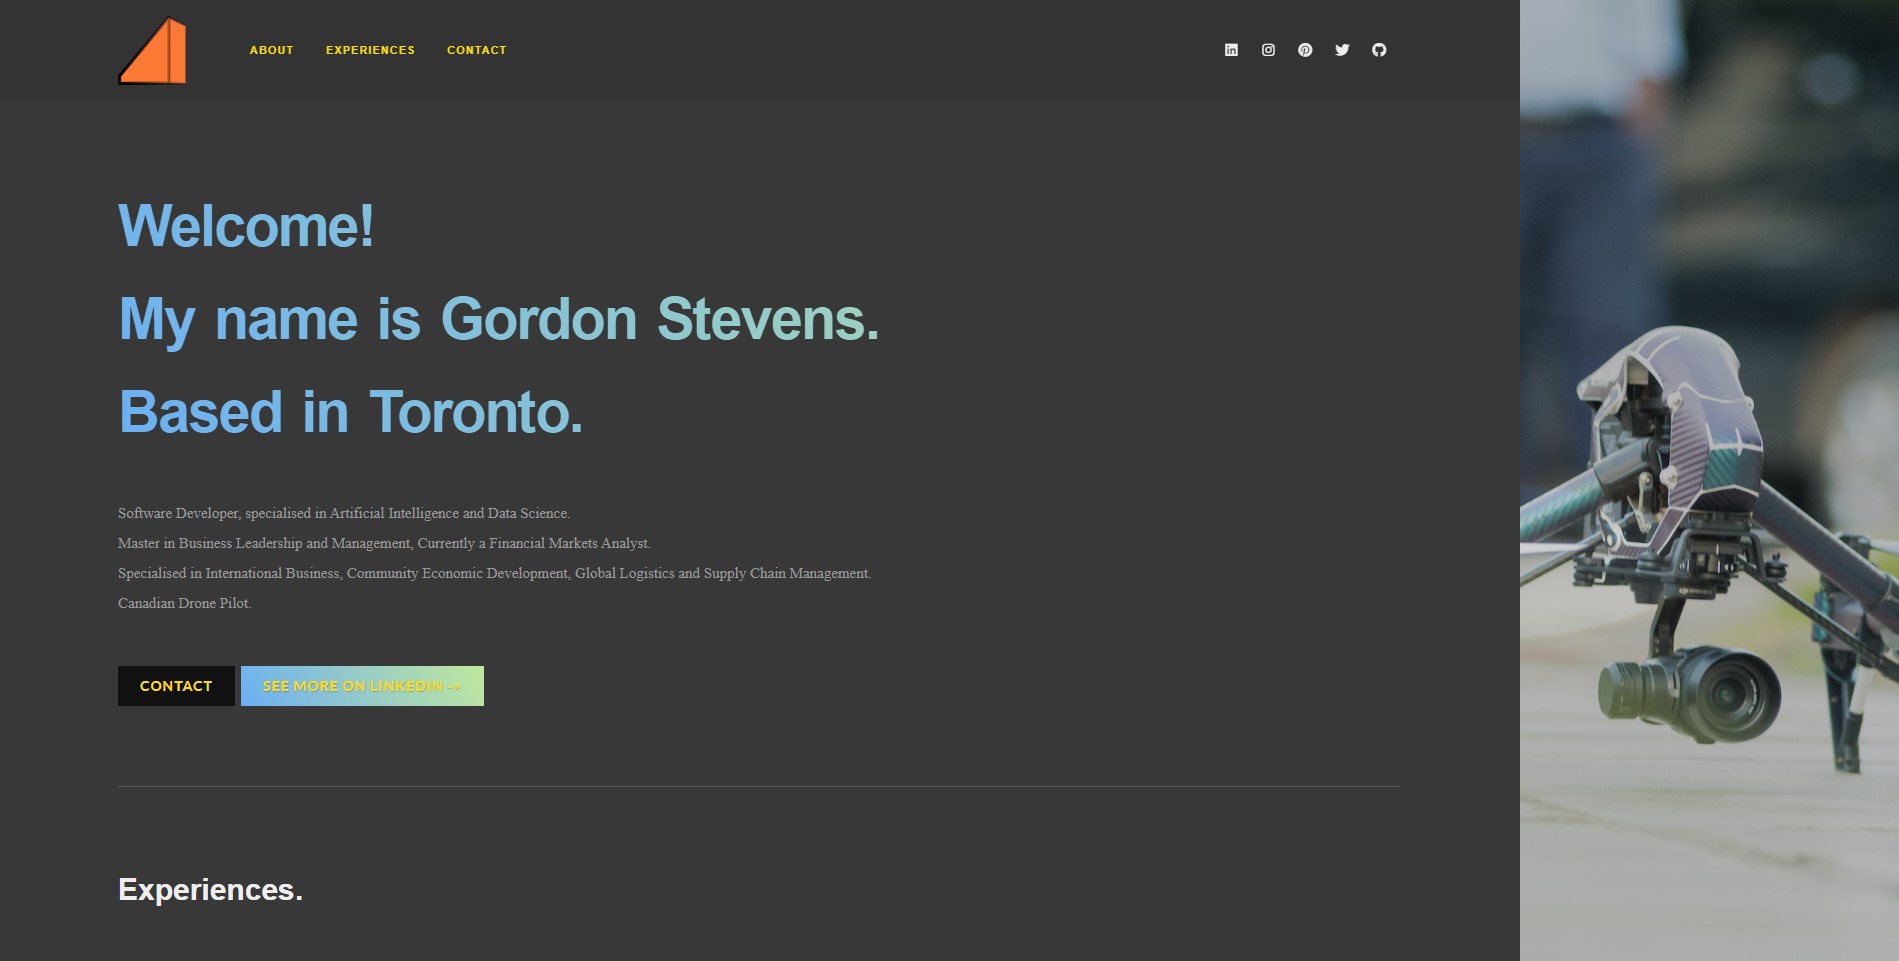 ABOUT EXPERIENCES CONTACT
Welcome!
My name is Gordon Stevens.
Based in Toronto.
Software Developer, specialised in Artificial Intelligence and Data Science.
Master in Business Leadership and Management, Currently a Financial Markets Analyst.
Specialised in International Business, Community Economic Development, Global Logistics and Supply Chain Management.
Canadian Drone Pilot.
CONTACT SEE MORE ON LINKEDIN ->
Experiences.